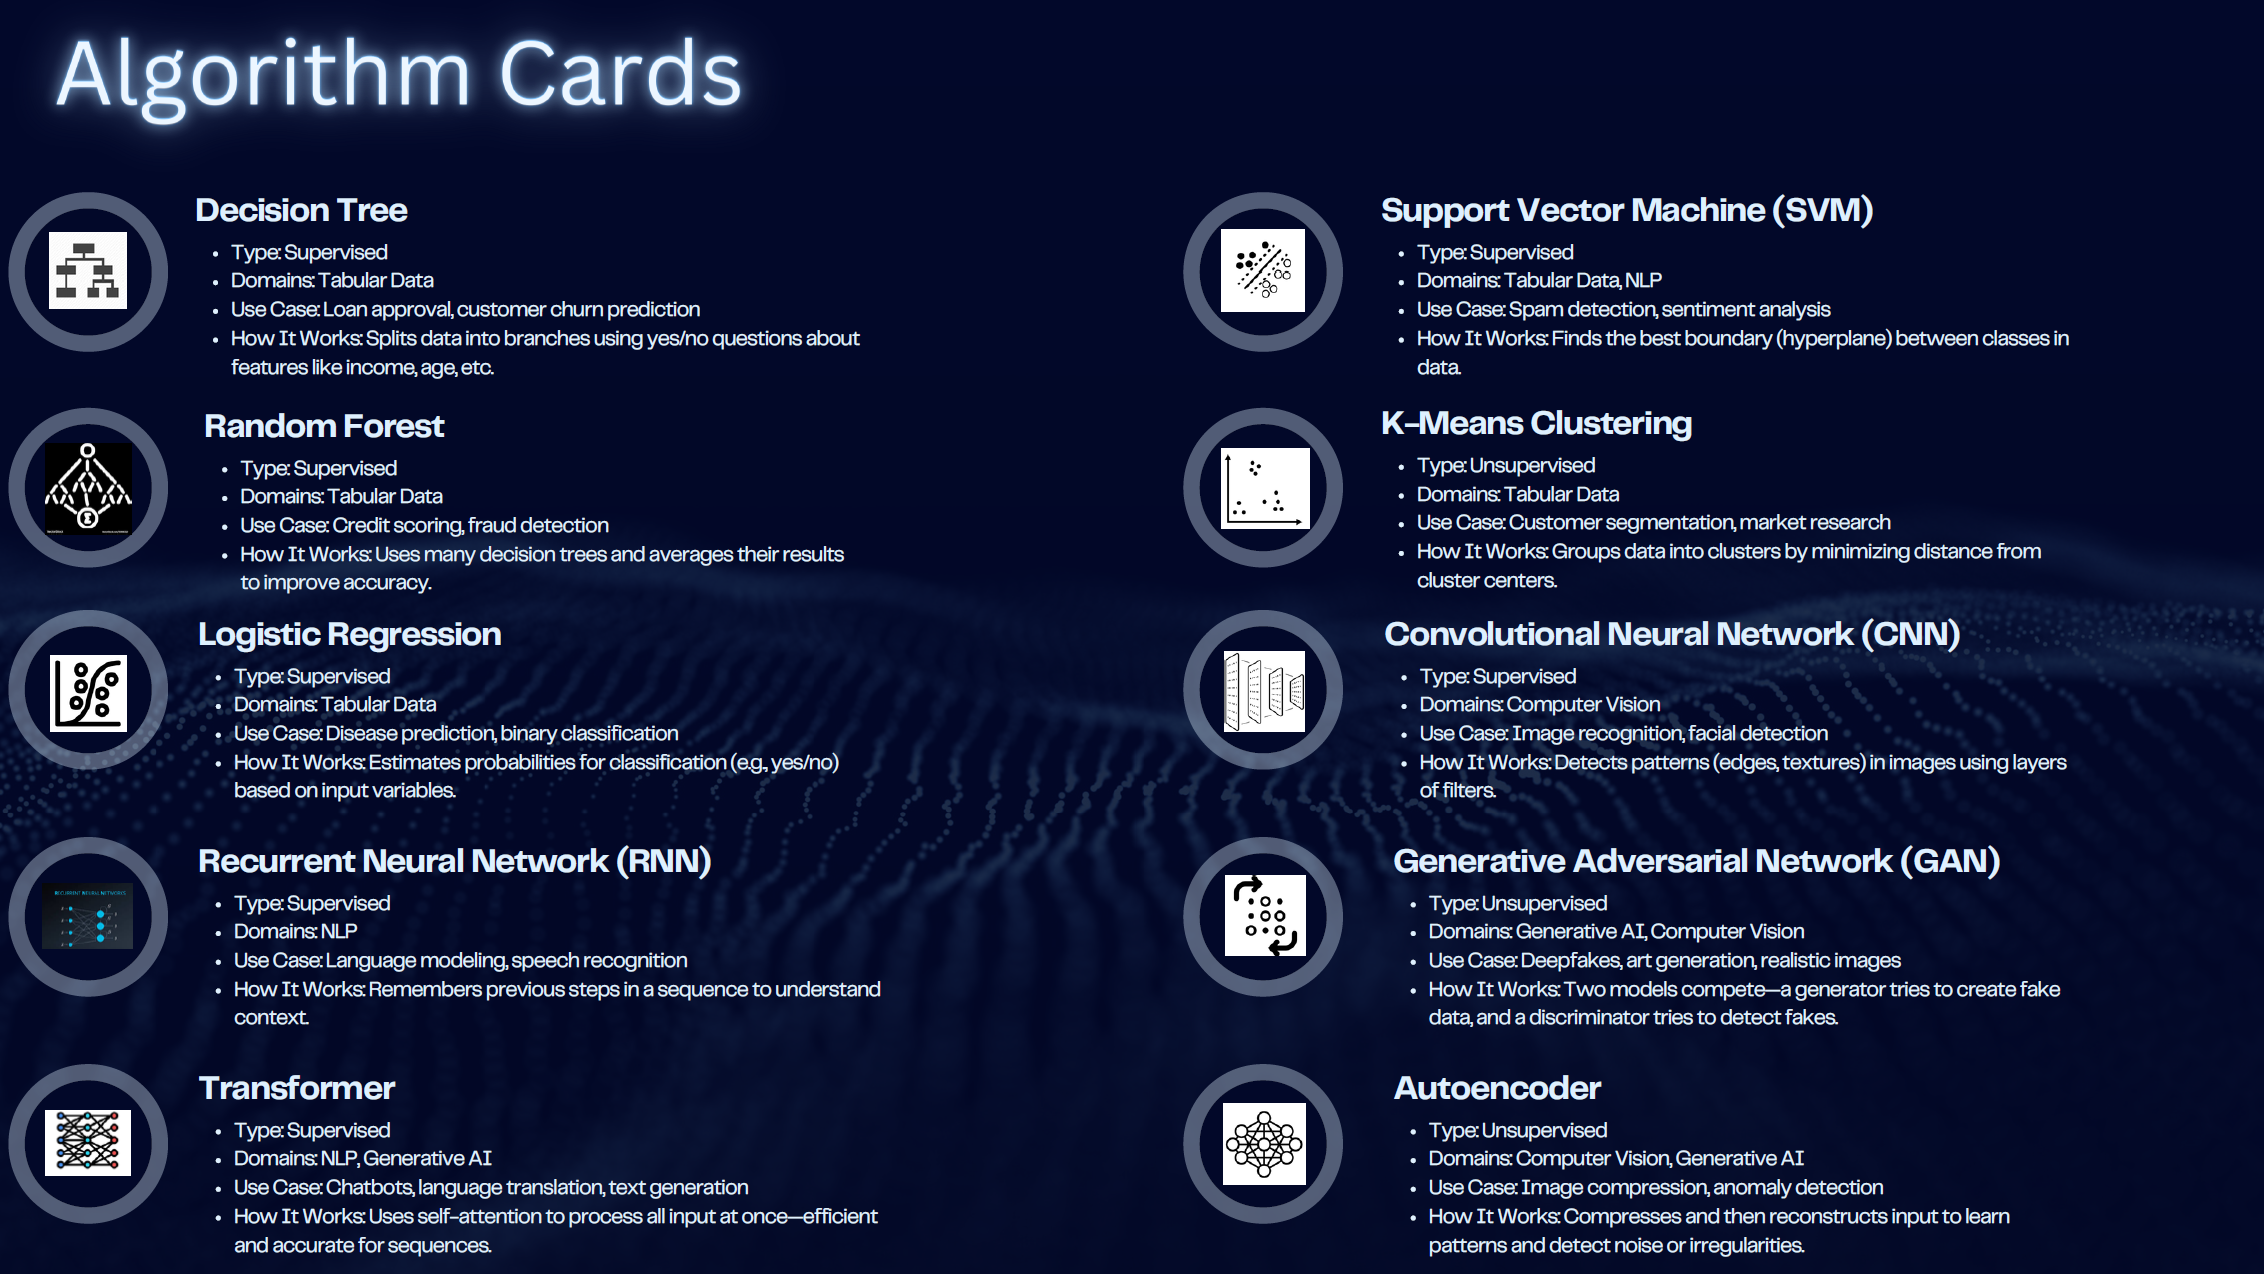 Algorithm Cards
Decision Tree
• Type: Supervised
• Domains: Tabular Data
• Use Case: Loan approval, customer churn prediction
• How It Works: Splits data into branches using yes/no questions about
features like income, age, etc.
Random Forest
• Type: Supervised
• Domains: Tabular Data
• Use Case: Credit scoring, fraud detection
• How It Works: Uses many decision trees and averages their results
to improve accuracy.
Logistic Regression
• Type: Supervised
• Domains: Tabular Data
• Use Case: Disease prediction, binary classification
• How It Works: Estimates probabilities for classification (e.g., yes/no)
based on input variables.
RECURRENT NEURAL NETWORKS
Recurrent Neural Network (RNN)
• Type: Supervised
• Domains: NLP
• Use Case: Language modeling, speech recognition
• How It Works: Remembers previous steps in a sequence to understand
context.
Transformer
• Type: Supervised
• Domains: NLP, Generative AI
• Use Case: Chatbots, language translation, text generation
• How It Works: Uses self-attention to process all input at once—efficient
and accurate for sequences.
Support Vector Machine (SVM)
• Type: Supervised
• Domains: Tabular Data, NLP
• Use Case: Spam detection, sentiment analysis
• How It Works: Finds the best boundary (hyperplane) between classes in
data.
K-Means Clustering
• Type: Unsupervised
• Domains: Tabular Data
• Use Case: Customer segmentation, market research
• How It Works: Groups data into clusters by minimizing distance from
cluster centers.
Convolutional Neural Network (CNN)
• Type: Supervised
• Domains: Computer Vision
• Use Case: Image recognition, facial detection
• How It Works: Detects patterns (edges, textures) in images using layers
of filters.
Generative Adversarial Network (GAN)
• Type: Unsupervised
• Domains: Generative AI, Computer Vision
• Use Case: Deepfakes, art generation, realistic images
• How It Works: Two models compete—a generator tries to create fake
data, and a discriminator tries to detect fakes.
Autoencoder
• Type: Unsupervised
• Domains: Computer Vision, Generative AI
• Use Case: Image compression, anomaly detection
• How It Works: Compresses and then reconstructs input to learn
patterns and detect noise or irregularities.